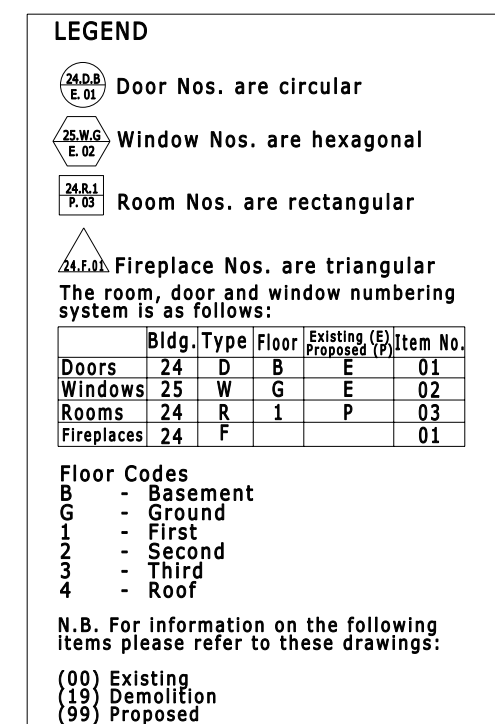 LEGEND
24.D.B
E. 01
Door Nos. are circular
25.W.G
E. 02
Window Nos. are hexagonal
24.R.1
P. 03
Room Nos. are rectangular
24.F.01
Fireplace Nos. are triangular
The room, door and window numbering
system is as follows:
Bldg. Type Floor Existing (E) Proposed (P) Item No.
Doors 24 D B E 01
Windows 25 W G E 02
Rooms 24 R 1 P 03
Fireplaces 24 F 01
Floor Codes
B - Basement
G - Ground
1 - First
2 - Second
3 - Third
4 - Roof
N.B. For information on the following
items please refer to these drawings:
(00) Existing
(19) Demolition
(99) Proposed